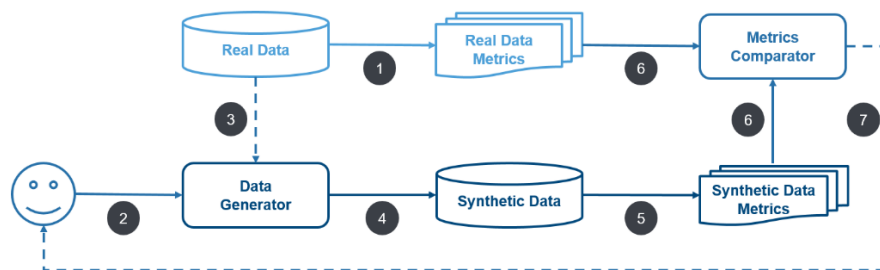 Real Data
1
Real Data
Metrics
6
Metrics
Comparator
3
6
7
2
Data
Generator
4
Synthetic Data
5
Synthetic Data
Metrics